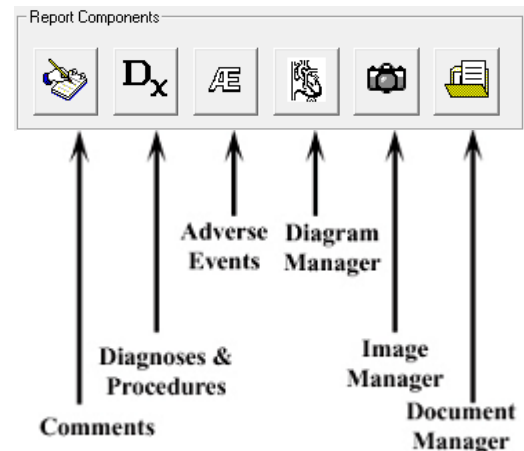 Report Components
Dx
Æ
Adverse
Events
Diagram
Manager
Diagnoses &
Procedures
Image
Manager
Comments
Document
Manager